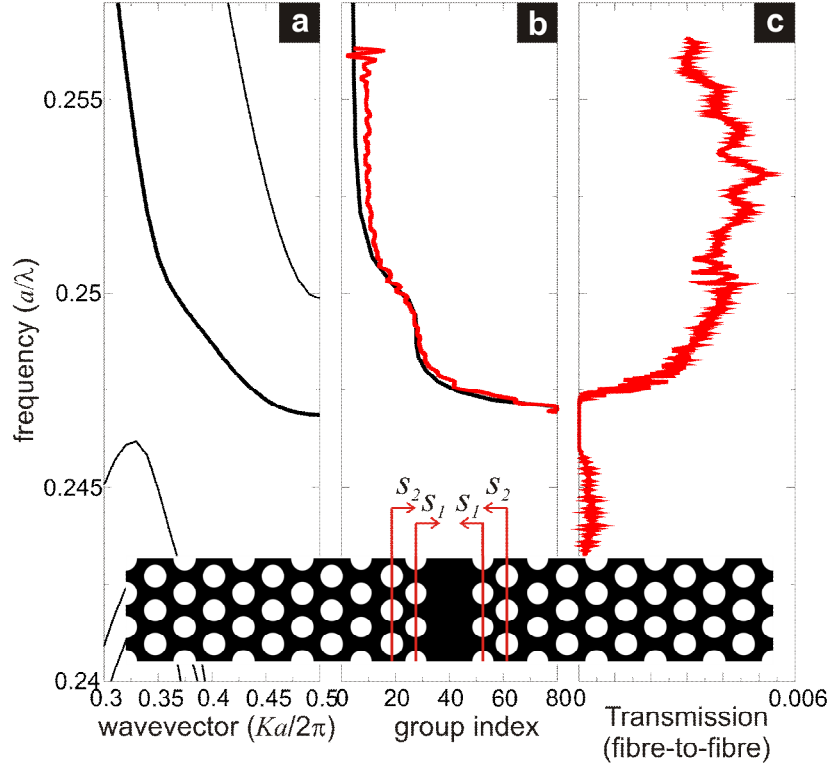 a b c
0.255
0.25
0.245
0.24
frequency (a/λ)
s2 s1 s1 s2
0.3 0.35 0.4 0.45 0.5
0 20 40 60 80
0 0.006
wavevector (Ka/2π)
group index
Transmission
(fibre-to-fibre)